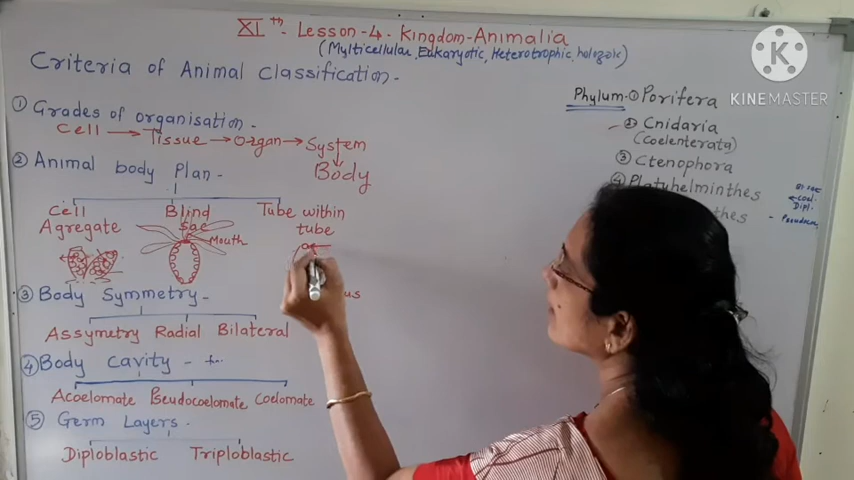 XI th Lesson-4. Kingdom-Animalia
(Myltícellular, Eukaryotic, Heterotrophic, holozoic)
Criteria of Animal Classification -
① Grades of organisation.
Cell → Tissue → Organ → System
Body
② Animal body Plan -
Cell Agregate
Blind Sac
Mouth
Tube within tube
us
③ Body Symmetry -
Assymetry Radial Bilateral
④ Body Cavity -
Acoelomate Pseudocoelomate Coelomate
⑤ Germ Layers.
Diploblastic Triploblastic
Phylum - ① Porifera
② Cnidaria
(Coelenterata)
③ Ctenophora
④ Platyhelminthes
thes
KINEMASTER